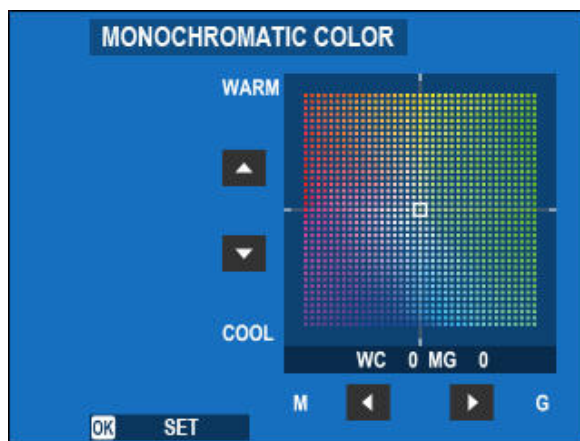 MONOCHROMATIC COLOR
WARM
COOL
WC 0 MG 0
M G
OK SET